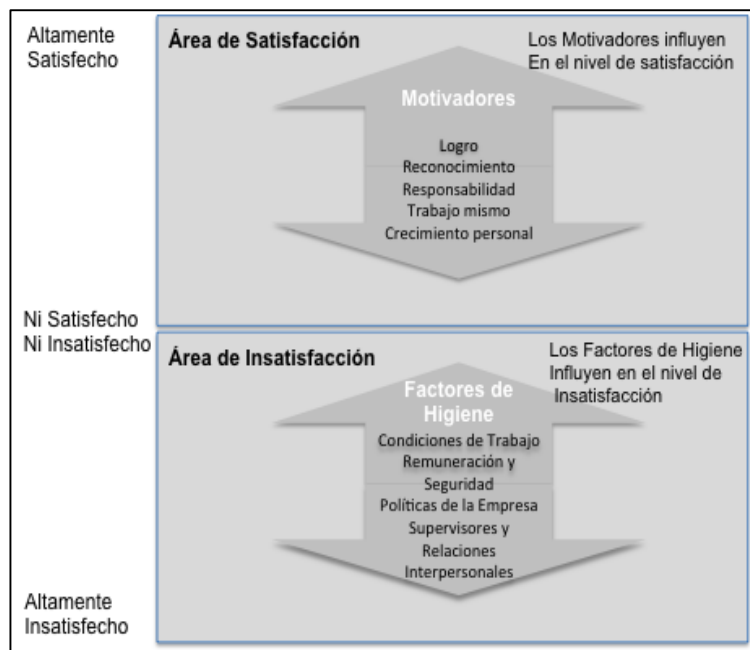 Altamente
Satisfecho
Área de Satisfacción
Los Motivadores influyen
En el nivel de satisfacción
Motivadores
Logro
Reconocimiento
Responsabilidad
Trabajo mismo
Crecimiento personal
Ni Satisfecho
Ni Insatisfecho
Área de Insatisfacción
Los Factores de Higiene
Influyen en el nivel de
Insatisfacción
Factores de
Higiene
Condiciones de Trabajo
Remuneración y
Seguridad
Políticas de la Empresa
Supervisores y
Relaciones
Interpersonales
Altamente
Insatisfecho